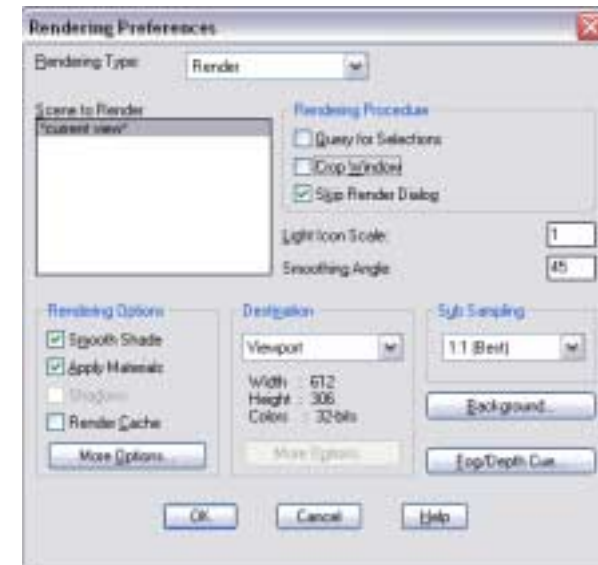 Rendering Preferences
Rendering Type:
Render
Scene to Render
*current view*
Rendering Procedure
Query for Selections
Crop Window
Skip Render Dialog
Light Icon Scale:
1
Smoothing Angle:
45
Rendering Options
Smooth Shade
Apply Materials
Shadows
Render Cache
More Options...
Destination
Viewport
Width : 612
Height : 306
Colors : 32-bits
More Options...
Sub Sampling
1:1 (Best)
Background...
Fog/Depth Cue...
OK
Cancel
Help